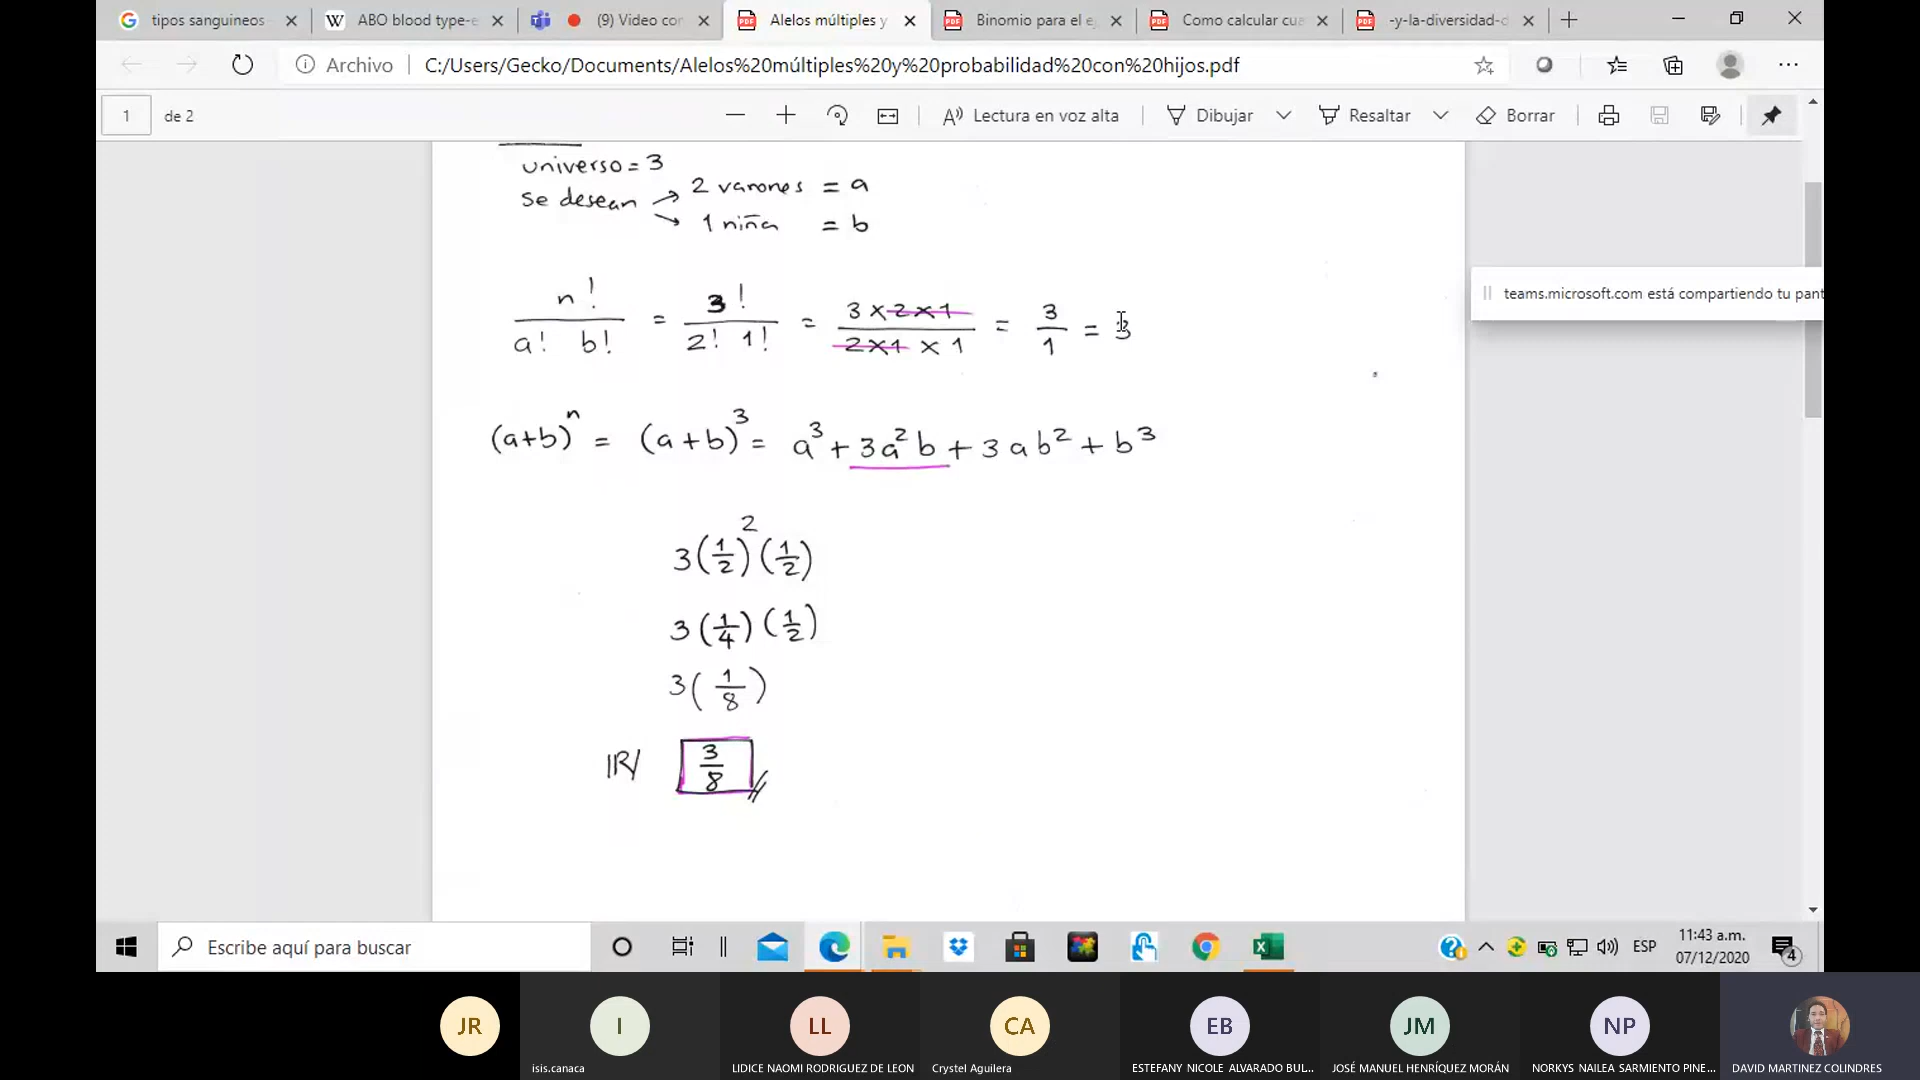 tipos sanguineos
ABO blood type-e
(9) Video cor
Alelos múltiples y
Binomio para el e
Como calcular cu
-y-la-diversidad-d
Archivo
C:/Users/Gecko/Documents/Alelos%20múltiples%20y%20probabilidad%20con%20hijos.pdf
1 de 2
Lectura en voz alta
Dibujar
Resaltar
Borrar
universo = 3
se desean → 2 varones = a
→ 1 niña = b
teams.microsoft.com está compartiendo tu pant
n! / a! b! = 3! / 2! 1! = 3 x 2 x 1 / 2 x 1 x 1 = 3/1 = 3
(a+b)^n = (a+b)^3 = a^3 + 3a^2b + 3ab^2 + b^3
3(1/2)^2(1/2)
3(1/4)(1/2)
3(1/8)
IR/ 3/8
Escribe aquí para buscar
ESP
11:43 a.m.
07/12/2020
4
JR
I
LL
CA
EB
JM
NP
isis.canaca
LIDICE NAOMI RODRIGUEZ DE LEON
Crystel Aguilera
ESTEFANY NICOLE ALVARADO BUL...
JOSÉ MANUEL HENRÍQUEZ MORÁN
NORKYS NAILEA SARMIENTO PINE...
DAVID MARTINEZ COLINDRES